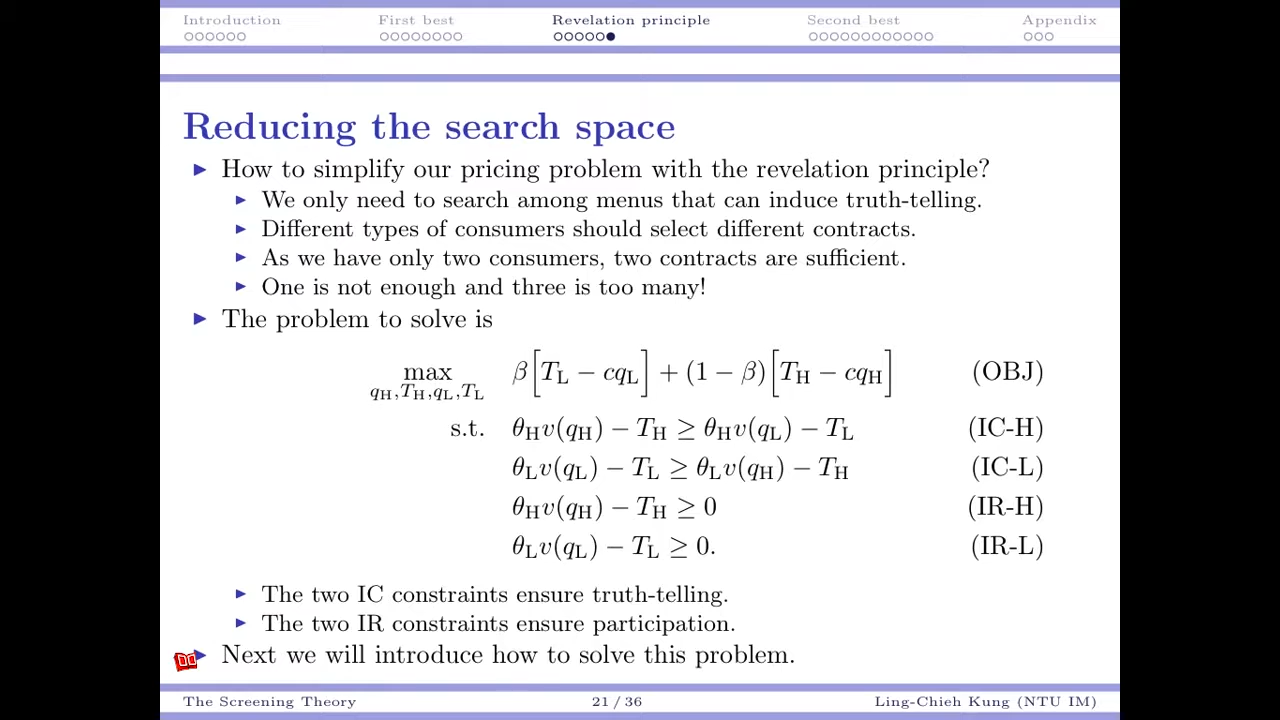 Introduction First best Revelation principle Second best Appendix
Reducing the search space
How to simplify our pricing problem with the revelation principle?
We only need to search among menus that can induce truth-telling.
Different types of consumers should select different contracts.
As we have only two consumers, two contracts are sufficient.
One is not enough and three is too many!
The problem to solve is
max β[T_L − cq_L] + (1 − β)[T_H − cq_H] (OBJ)
q_H,T_H,q_L,T_L
s.t. θ_H v(q_H) − T_H ≥ θ_H v(q_L) − T_L (IC-H)
θ_L v(q_L) − T_L ≥ θ_L v(q_H) − T_H (IC-L)
θ_H v(q_H) − T_H ≥ 0 (IR-H)
θ_L v(q_L) − T_L ≥ 0. (IR-L)
The two IC constraints ensure truth-telling.
The two IR constraints ensure participation.
Next we will introduce how to solve this problem.
The Screening Theory 21 / 36 Ling-Chieh Kung (NTU IM)